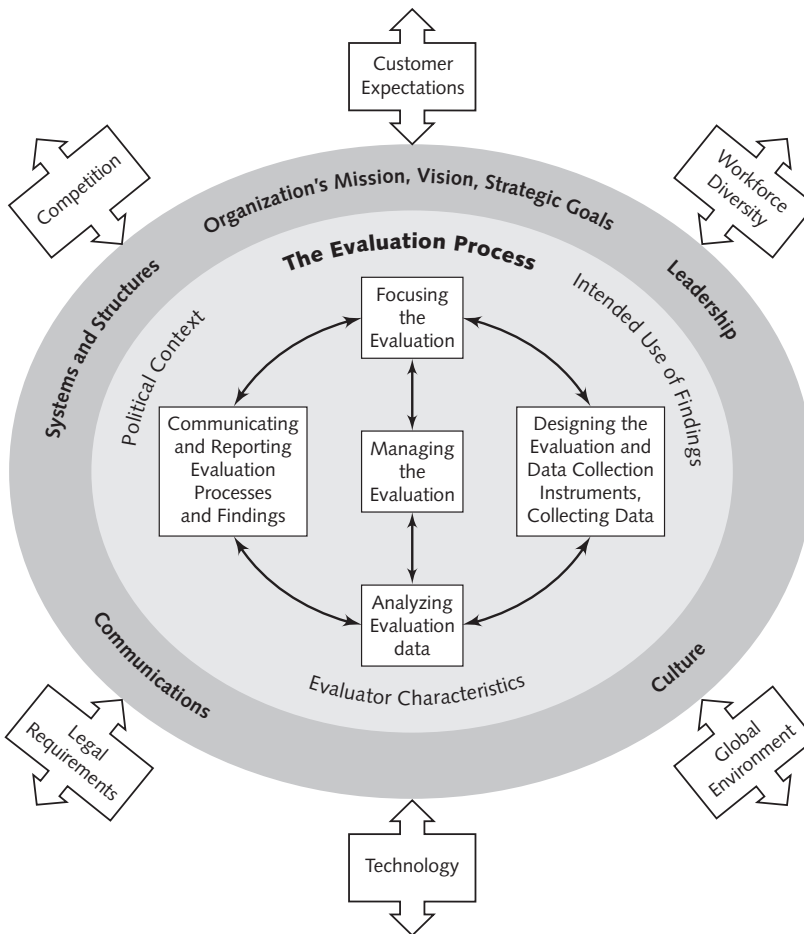 Customer
Expectations
Competition
Workforce
Diversity
Organization’s Mission, Vision, Strategic Goals
Systems and Structures
Leadership
The Evaluation Process
Political Context
Intended Use of Findings
Focusing
the
Evaluation
Communicating
and Reporting
Evaluation
Processes
and Findings
Managing
the
Evaluation
Designing the
Evaluation and
Data Collection
Instruments,
Collecting Data
Analyzing
Evaluation
data
Evaluator Characteristics
Communications
Culture
Legal
Requirements
Global
Environment
Technology